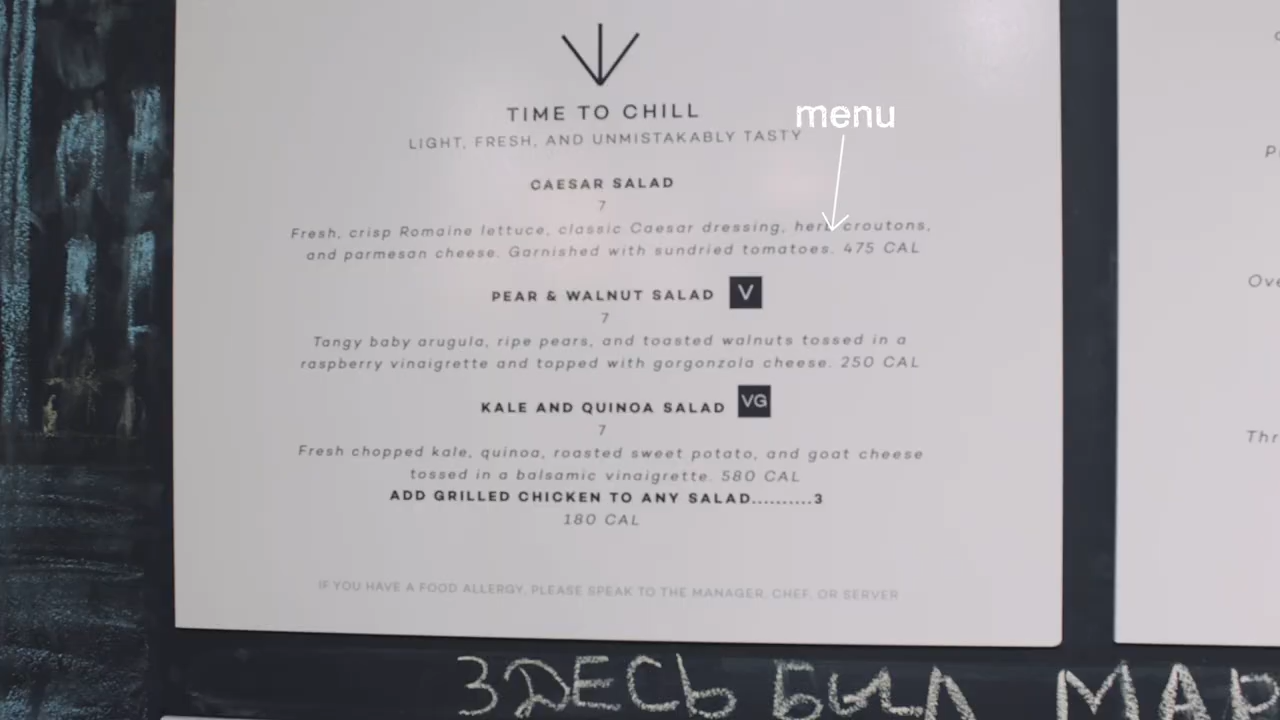 TIME TO CHILL
menu
LIGHT, FRESH, AND UNMISTAKABLY TASTY
CAESAR SALAD
7
Fresh, crisp Romaine lettuce, classic Caesar dressing, herb croutons,
and parmesan cheese. Garnished with sundried tomatoes. 475 CAL
PEAR & WALNUT SALAD V
7
Tangy baby arugula, ripe pears, and toasted walnuts tossed in a
raspberry vinaigrette and topped with gorgonzola cheese. 250 CAL
KALE AND QUINOA SALAD VG
7
Fresh chopped kale, quinoa, roasted sweet potato, and goat cheese
tossed in a balsamic vinaigrette. 580 CAL
ADD GRILLED CHICKEN TO ANY SALAD..........3
180 CAL
IF YOU HAVE A FOOD ALLERGY, PLEASE SPEAK TO THE MANAGER, CHEF, OR SERVER
ЗДЕСЬ БЫЛ МАР